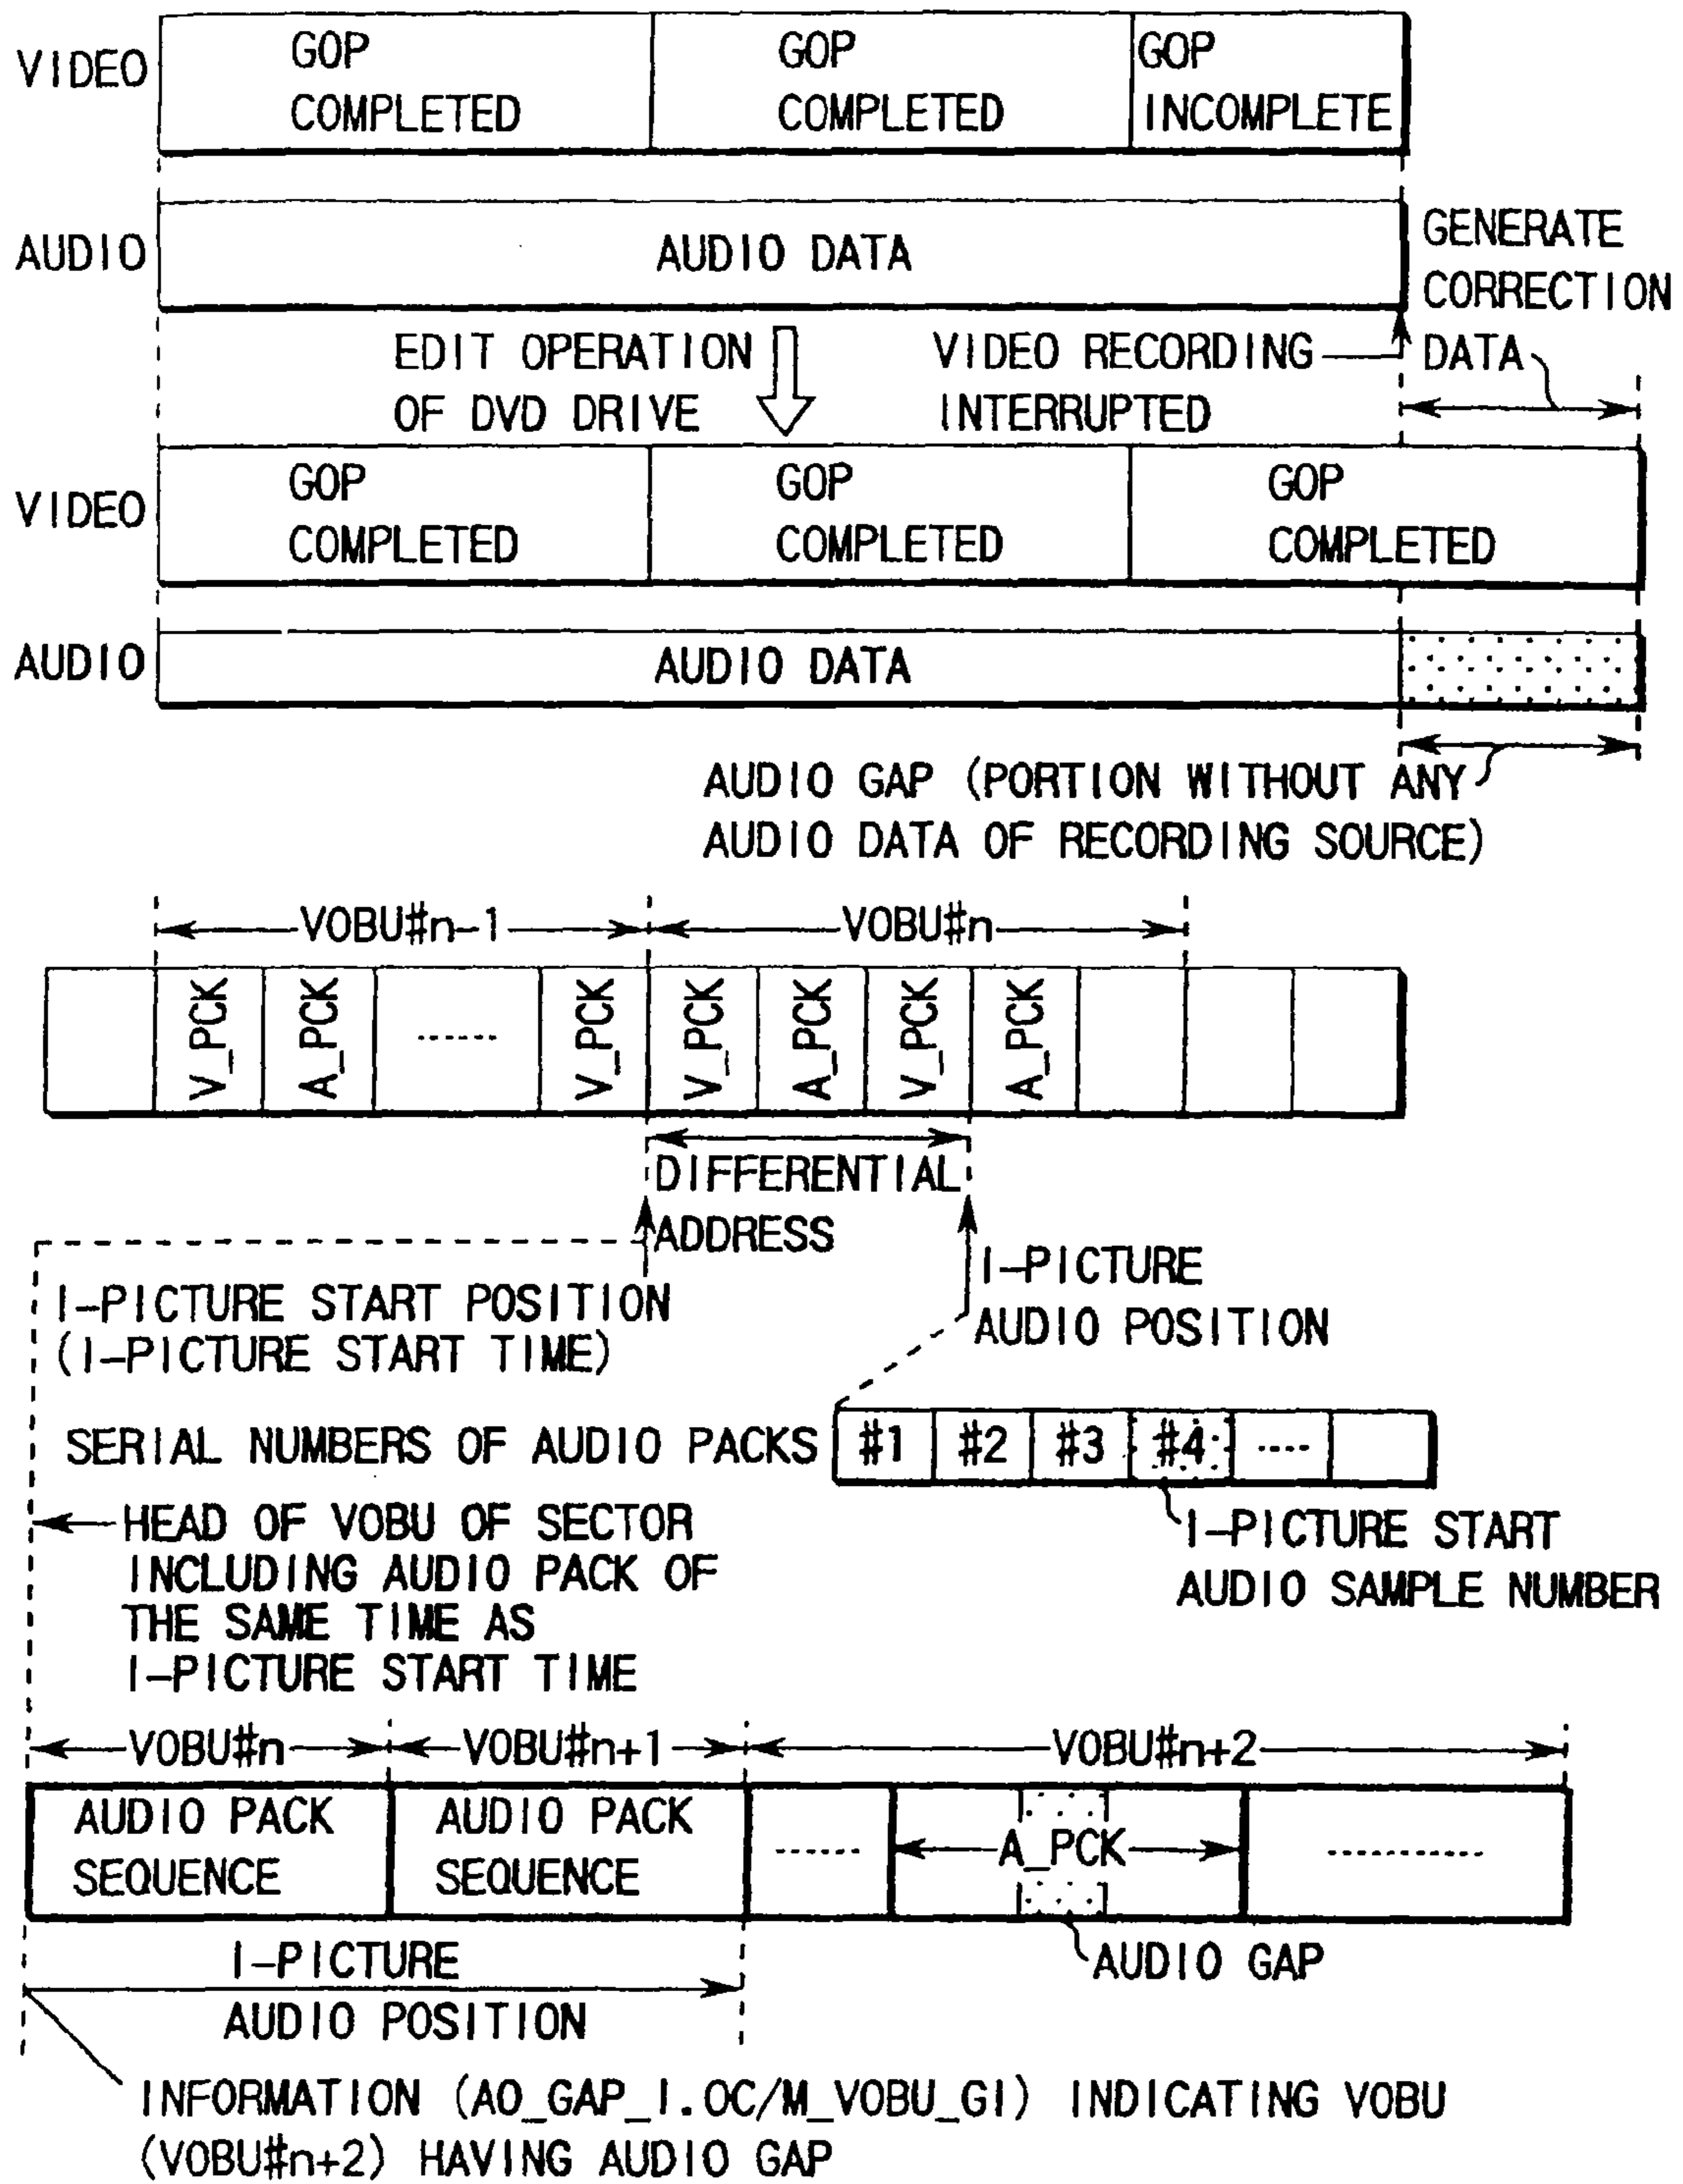 VIDEO
GOP
COMPLETED
GOP
COMPLETED
GOP
INCOMPLETE
AUDIO
AUDIO DATA
GENERATE
CORRECTION
DATA
EDIT OPERATION
OF DVD DRIVE
VIDEO RECORDING
INTERRUPTED
VIDEO
GOP
COMPLETED
GOP
COMPLETED
GOP
COMPLETED
AUDIO
AUDIO DATA
AUDIO GAP (PORTION WITHOUT ANY
AUDIO DATA OF RECORDING SOURCE)
VOBU#n-1
VOBU#n
V_PCK
A_PCK
V_PCK
V_PCK
A_PCK
V_PCK
A_PCK
DIFFERENTIAL
ADDRESS
I-PICTURE START POSITION
(I-PICTURE START TIME)
I-PICTURE
AUDIO POSITION
SERIAL NUMBERS OF AUDIO PACKS
#1
#2
#3
#4
I-PICTURE START
AUDIO SAMPLE NUMBER
HEAD OF VOBU OF SECTOR
INCLUDING AUDIO PACK OF
THE SAME TIME AS
I-PICTURE START TIME
VOBU#n
VOBU#n+1
VOBU#n+2
AUDIO PACK
SEQUENCE
AUDIO PACK
SEQUENCE
A_PCK
AUDIO GAP
I-PICTURE
AUDIO POSITION
INFORMATION (A0_GAP_I.OC/M_VOBU_GI) INDICATING VOBU
(VOBU#n+2) HAVING AUDIO GAP